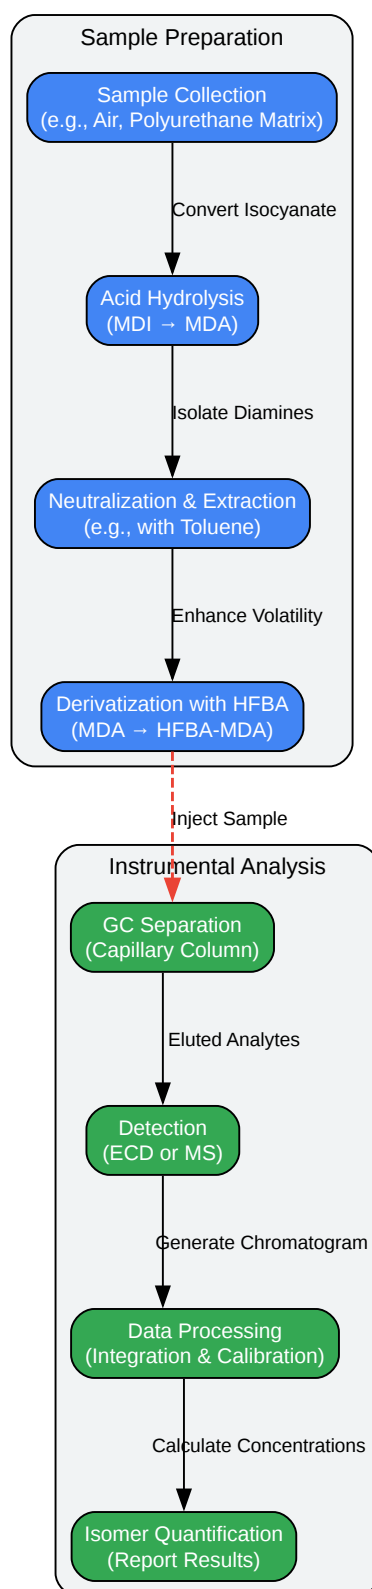 Sample Preparation
Sample Collection
(e.g., Air, Polyurethane Matrix)
Convert Isocyanate
Acid Hydrolysis
(MDI → MDA)
Isolate Diamines
Neutralization & Extraction
(e.g., with Toluene)
Enhance Volatility
Derivatization with HFBA
(MDA → HFBA-MDA)
Inject Sample
Instrumental Analysis
GC Separation
(Capillary Column)
Eluted Analytes
Detection
(ECD or MS)
Generate Chromatogram
Data Processing
(Integration & Calibration)
Calculate Concentrations
Isomer Quantification
(Report Results)